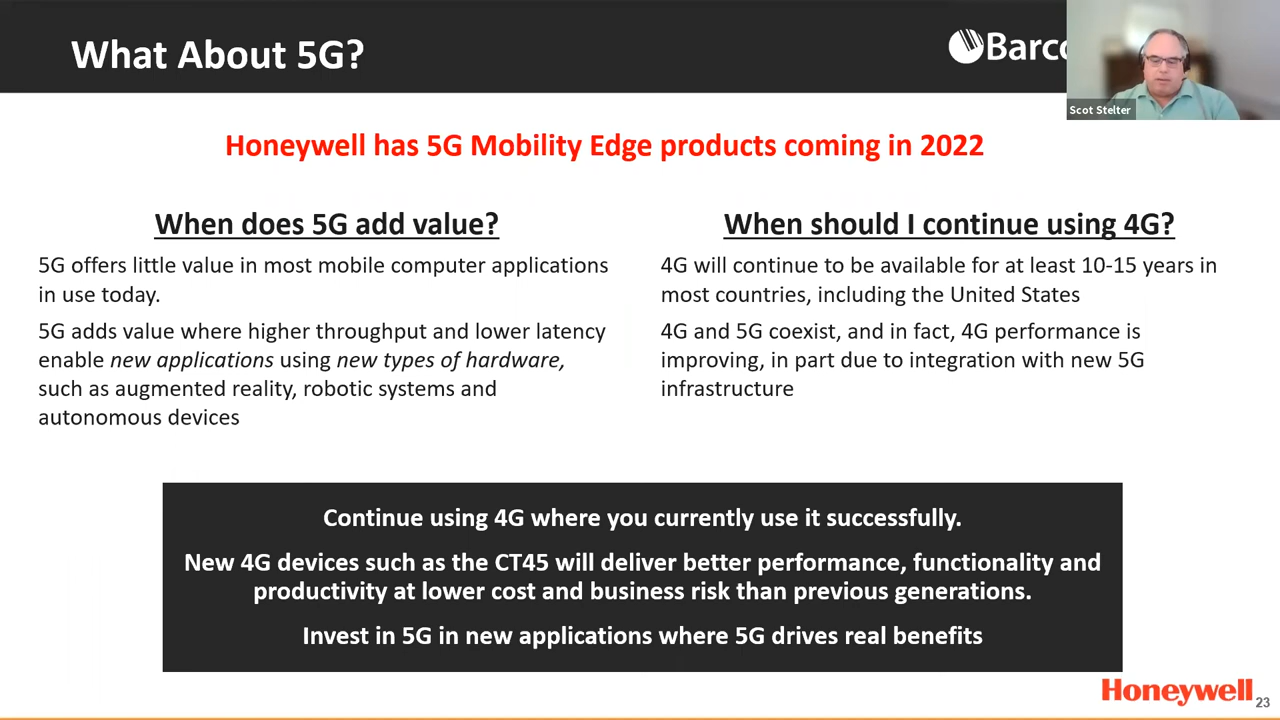 What About 5G?
Barco
Scot Stelter
Honeywell has 5G Mobility Edge products coming in 2022
When does 5G add value?
5G offers little value in most mobile computer applications
in use today.
5G adds value where higher throughput and lower latency
enable new applications using new types of hardware,
such as augmented reality, robotic systems and
autonomous devices
When should I continue using 4G?
4G will continue to be available for at least 10-15 years in
most countries, including the United States
4G and 5G coexist, and in fact, 4G performance is
improving, in part due to integration with new 5G
infrastructure
Continue using 4G where you currently use it successfully.
New 4G devices such as the CT45 will deliver better performance, functionality and
productivity at lower cost and business risk than previous generations.
Invest in 5G in new applications where 5G drives real benefits
Honeywell
23